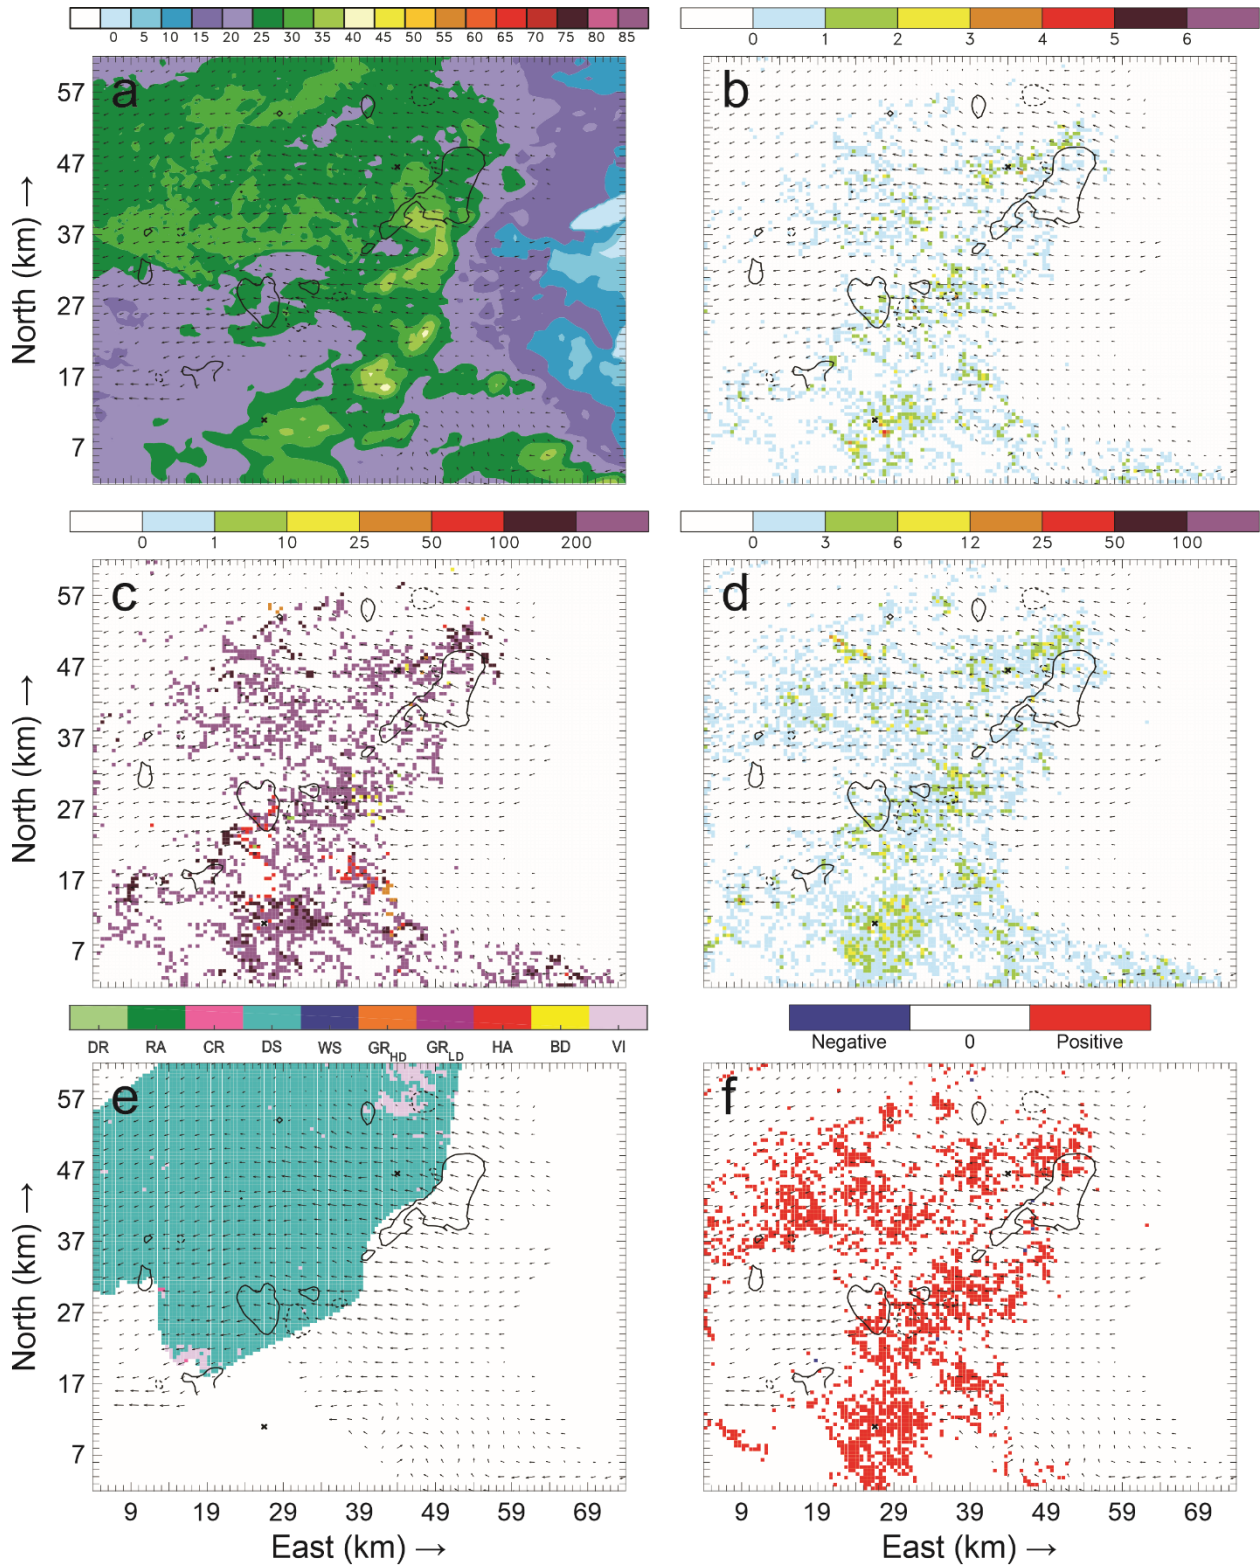 0 5 10 15 20 25 30 35 40 45 50 55 60 65 70 75 80 85
0 1 2 3 4 5 6
a
b
57
47
37
27
17
7
North (km) →
0 1 10 25 50 100 200
0 3 6 12 25 50 100
c
d
57
47
37
27
17
7
North (km) →
DR RA CR DS WS GR HD GR LD HA BD VI
Negative 0 Positive
e
f
57
47
37
27
17
7
North (km) →
9 19 29 39 49 59 69
9 19 29 39 49 59 69
East (km) →
East (km) →